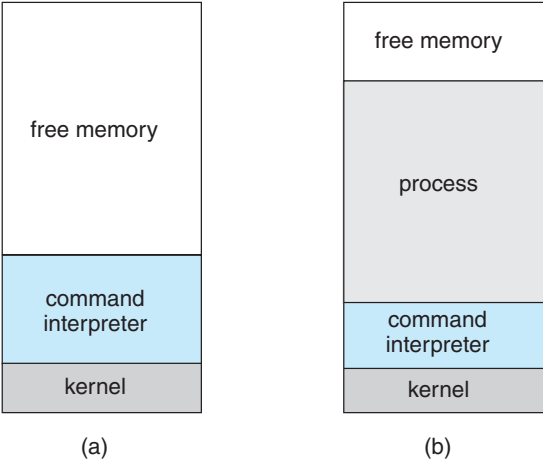 free memory
command
interpreter
kernel
(a)
free memory
process
command
interpreter
kernel
(b)